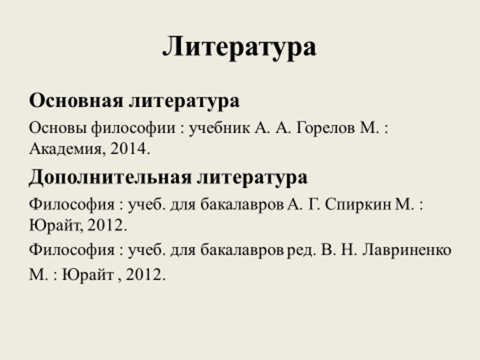 Литература
Основная литература
Основы философии : учебник А. А. Горелов М. :
Академия, 2014.
Дополнительная литература
Философия : учеб. для бакалавров А. Г. Спиркин М. :
Юрайт, 2012.
Философия : учеб. для бакалавров ред. В. Н. Лавриненко
М. : Юрайт , 2012.